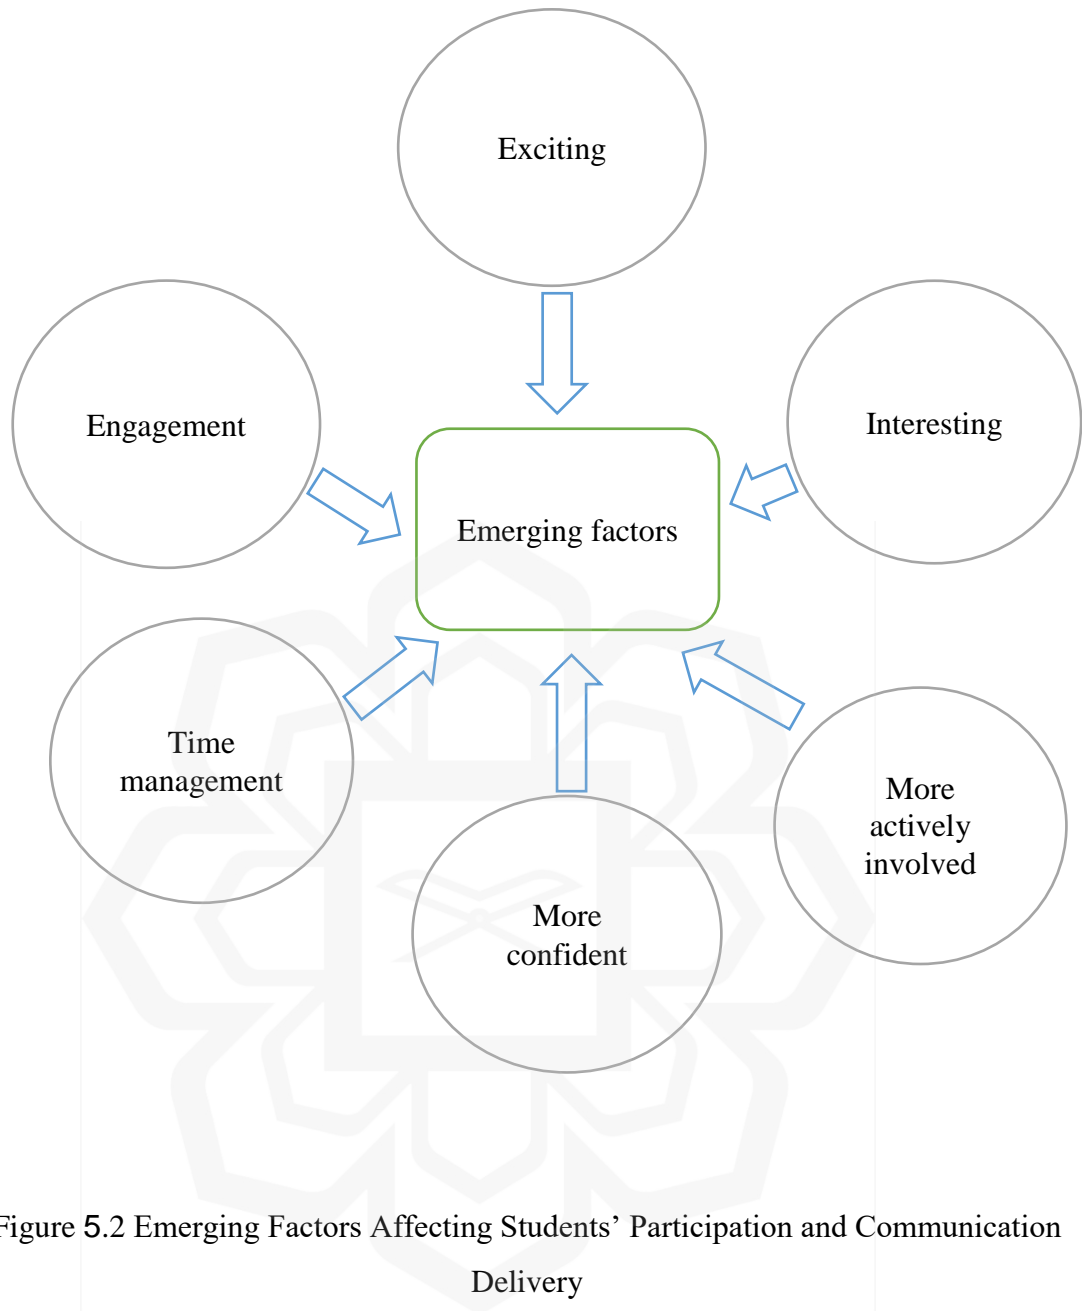 Exciting
Engagement
Interesting
Emerging factors
Time
management
More
actively
involved
More
confident
Figure 5.2 Emerging Factors Affecting Students’ Participation and Communication
Delivery